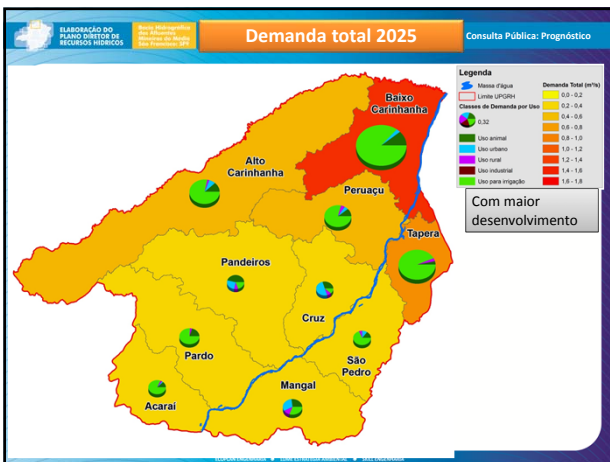 ELABORAÇÃO DO
PLANO DIRETOR DE
RECURSOS HÍDRICOS
Bacia Hidrográfica
dos Afluentes
Mineiros do Médio
São Francisco: SF9
Demanda total 2025
Consulta Pública: Prognóstico
Legenda
Massa d'água
Limite UPGRH
Classes de Demanda por Uso
0,32
Uso animal
Uso urbano
Uso rural
Uso industrial
Uso para irrigação
Demanda Total (m³/s)
0,0 - 0,2
0,2 - 0,4
0,4 - 0,6
0,6 - 0,8
0,8 - 1,0
1,0 - 1,2
1,2 - 1,4
1,4 - 1,6
1,6 - 1,8
Com maior
desenvolvimento
Baixo
Carinhanha
Alto
Carinhanha
Peruaçu
Tapera
Pandeiros
Cruz
Pardo
São
Pedro
Mangal
Acaraí